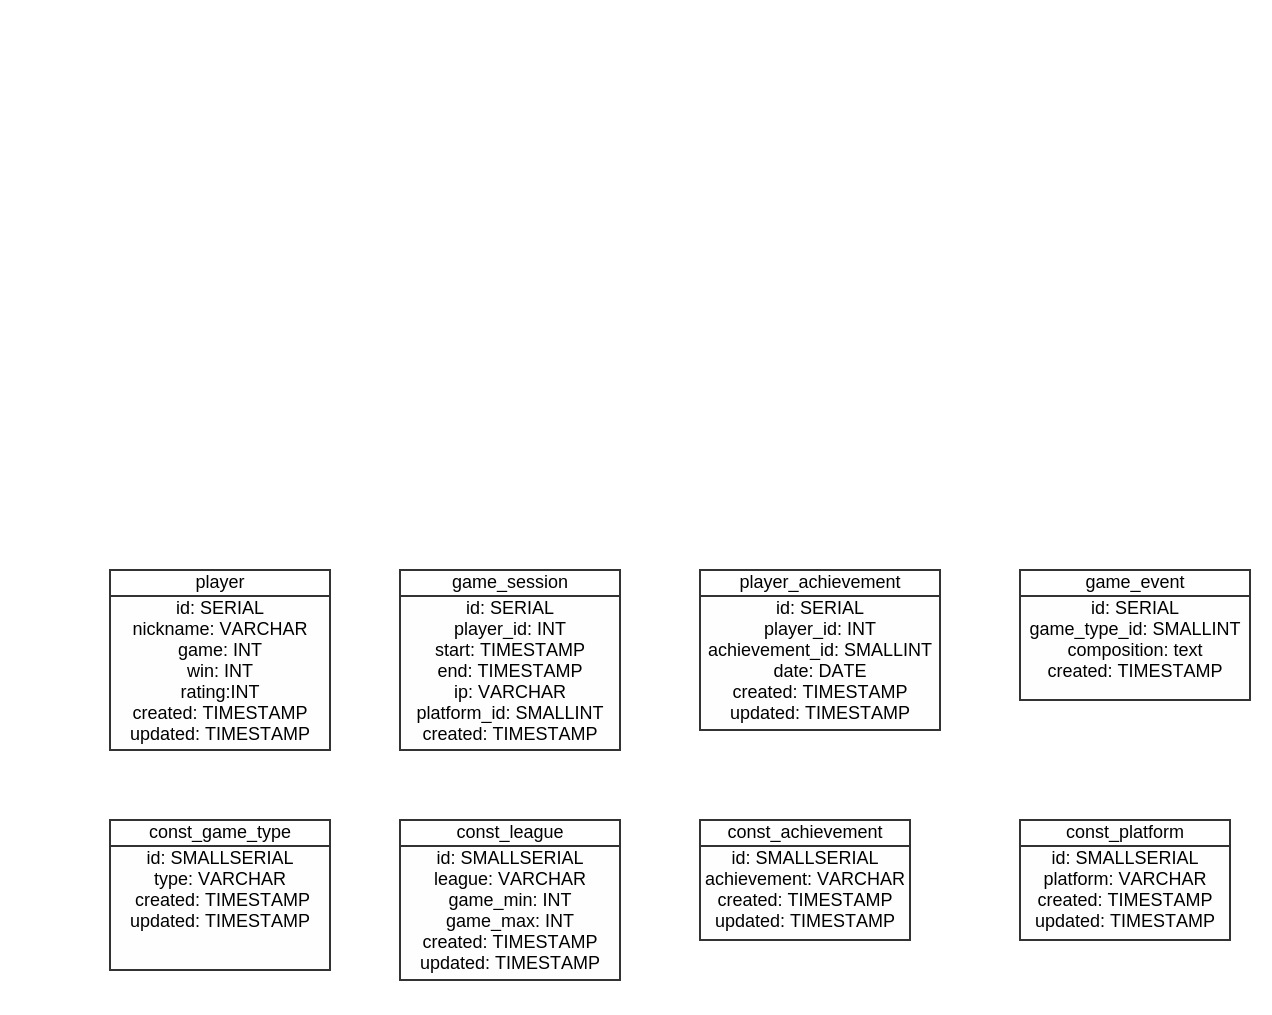 player
id: SERIAL
nickname: VARCHAR
game: INT
win: INT
rating:INT
created: TIMESTAMP
updated: TIMESTAMP
game_session
id: SERIAL
player_id: INT
start: TIMESTAMP
end: TIMESTAMP
ip: VARCHAR
platform_id: SMALLINT
created: TIMESTAMP
player_achievement
id: SERIAL
player_id: INT
achievement_id: SMALLINT
date: DATE
created: TIMESTAMP
updated: TIMESTAMP
game_event
id: SERIAL
game_type_id: SMALLINT
composition: text
created: TIMESTAMP
const_game_type
id: SMALLSERIAL
type: VARCHAR
created: TIMESTAMP
updated: TIMESTAMP
const_league
id: SMALLSERIAL
league: VARCHAR
game_min: INT
game_max: INT
created: TIMESTAMP
updated: TIMESTAMP
const_achievement
id: SMALLSERIAL
achievement: VARCHAR
created: TIMESTAMP
updated: TIMESTAMP
const_platform
id: SMALLSERIAL
platform: VARCHAR
created: TIMESTAMP
updated: TIMESTAMP